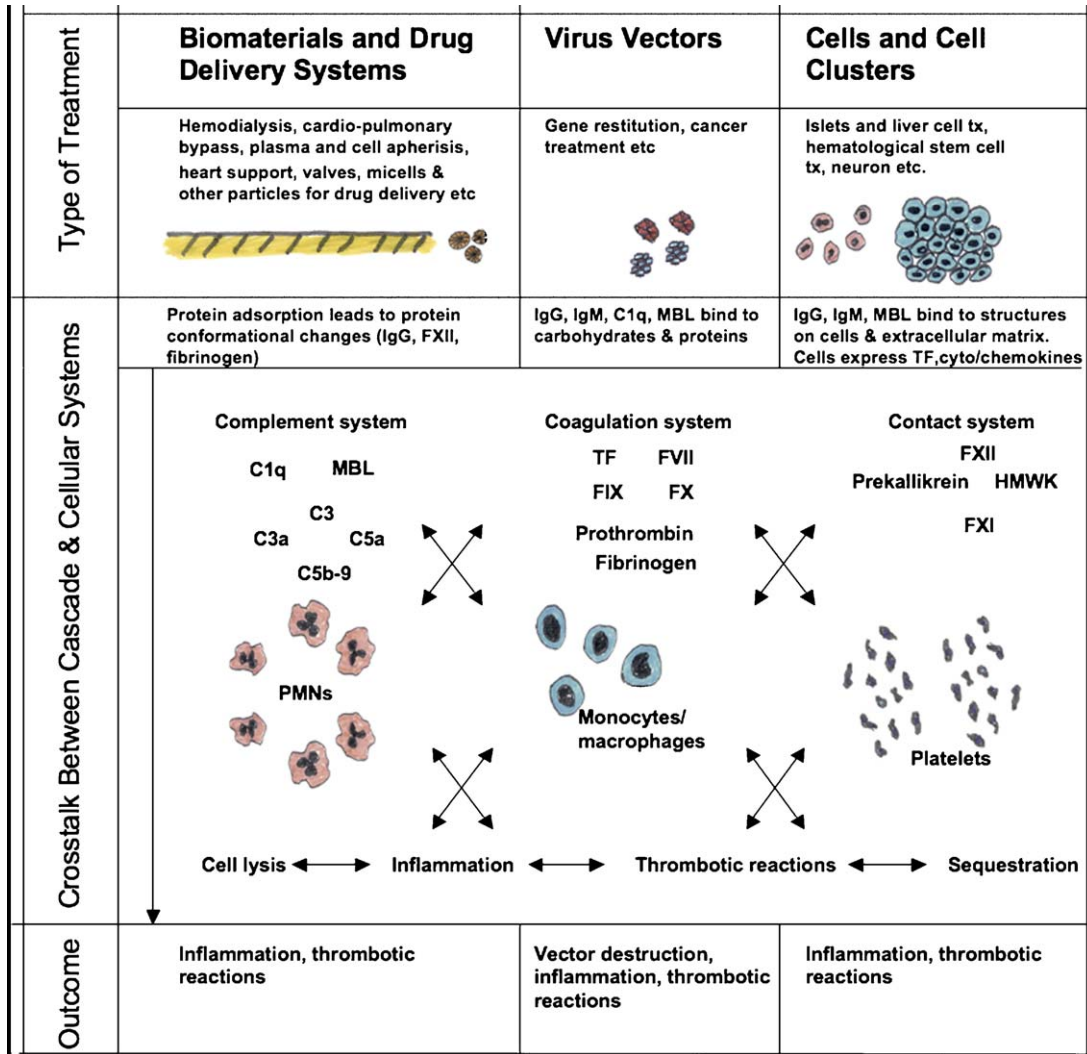 Type of Treatment
Biomaterials and Drug
Delivery Systems
Virus Vectors
Cells and Cell
Clusters
Hemodialysis, cardio-pulmonary
bypass, plasma and cell apherisis,
heart support, valves, micells &
other particles for drug delivery etc
Gene restitution, cancer
treatment etc
Islets and liver cell tx,
hematological stem cell
tx, neuron etc.
Crosstalk Between Cascade & Cellular Systems
Protein adsorption leads to protein
conformational changes (IgG, FXII,
fibrinogen)
IgG, IgM, C1q, MBL bind to
carbohydrates & proteins
IgG, IgM, MBL bind to structures
on cells & extracellular matrix.
Cells express TF,cyto/chemokines
Complement system
C1q MBL
C3
C3a C5a
C5b-9
PMNs
Coagulation system
TF FVII
FIX FX
Prothrombin
Fibrinogen
Monocytes/
macrophages
Contact system
FXII
Prekallikrein HMWK
FXI
Platelets
Cell lysis Inflammation Thrombotic reactions Sequestration
Outcome
Inflammation, thrombotic
reactions
Vector destruction,
inflammation, thrombotic
reactions
Inflammation, thrombotic
reactions